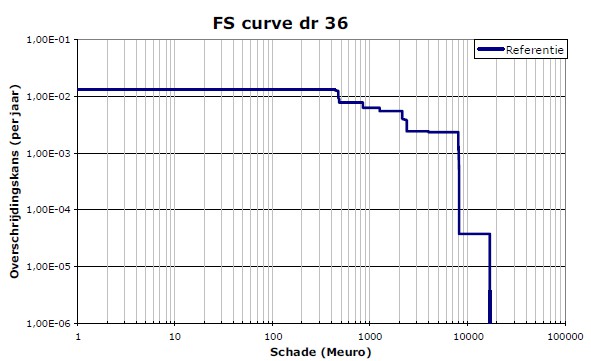 FS curve dr 36
Referentie
Overschrijdingskans (per jaar)
1,00E-01
1,00E-02
1,00E-03
1,00E-04
1,00E-05
1,00E-06
1
10
100
1000
10000
100000
Schade (Meuro)